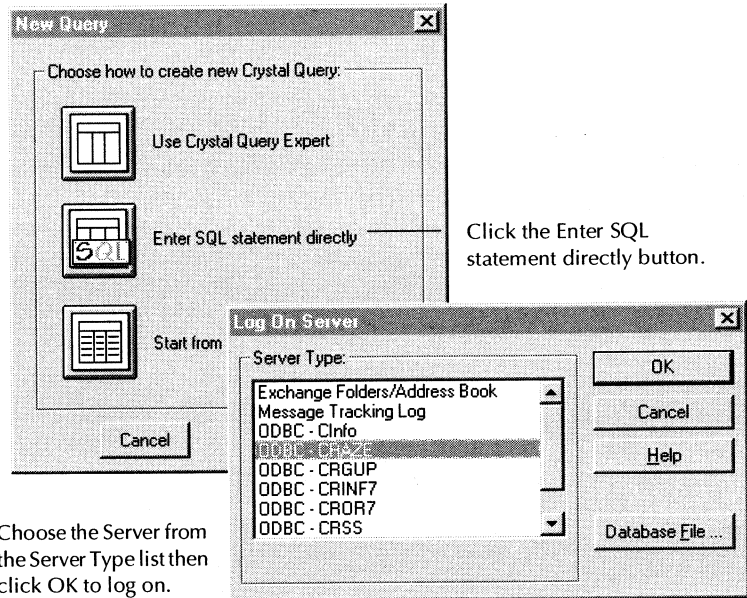 New Query
Choose how to create new Crystal Query:
Use Crystal Query Expert
SQL
Enter SQL statement directly
Start from
Cancel
Click the Enter SQL
statement directly button.
Log On Server
Server Type:
Exchange Folders/Address Book
Message Tracking Log
ODBC - CInfo
ODBC - CRAZE
ODBC - CRGUP
ODBC - CRINF7
ODBC - CROR7
ODBC - CRSS
OK
Cancel
Help
Database File ...
Choose the Server from
the Server Type list then
click OK to log on.